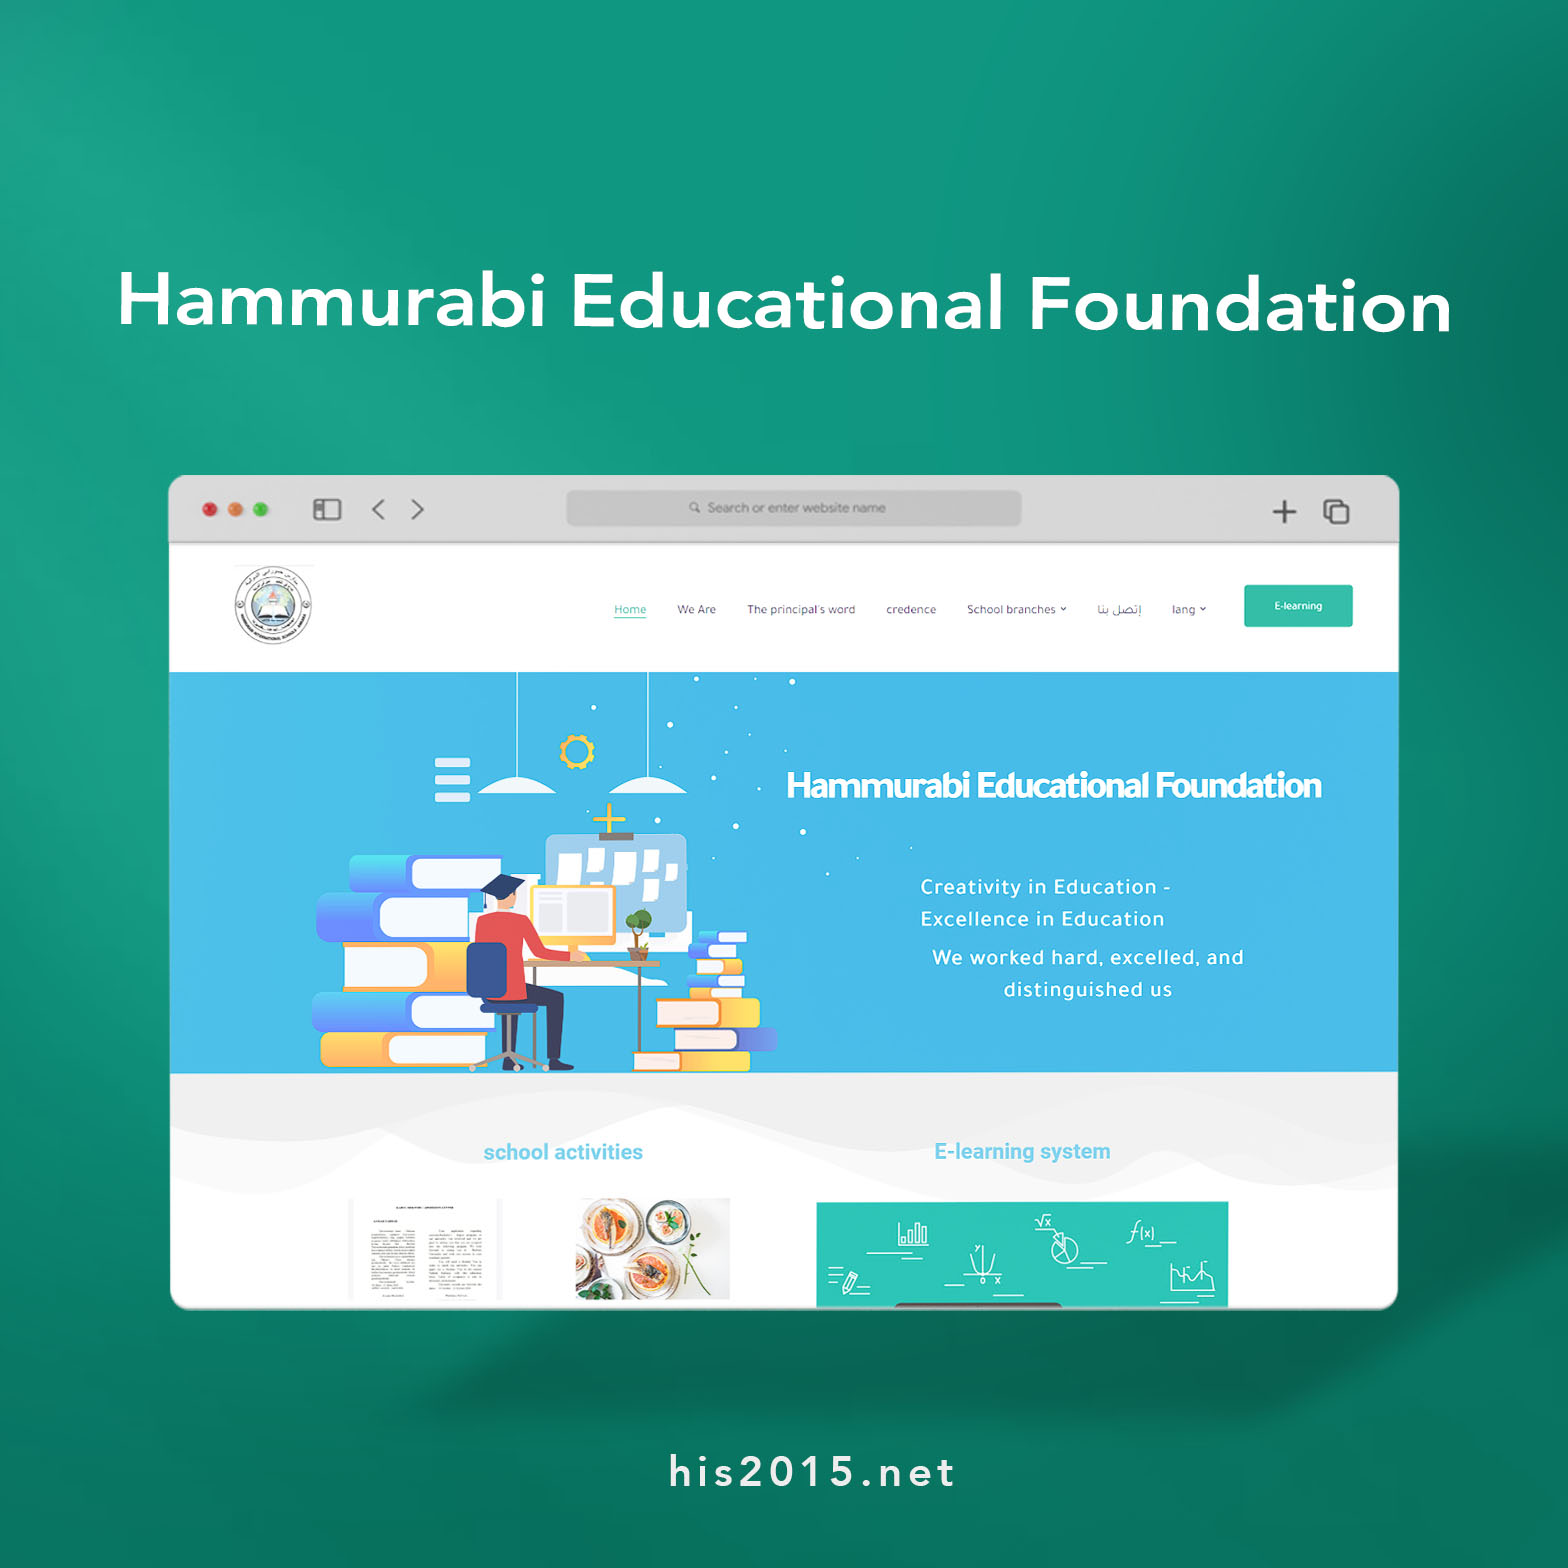 Hammurabi Educational Foundation
Search or enter website name
Home We Are The principal's word credence School branches إتصل بنا lang E-learning
Hammurabi Educational Foundation
Creativity in Education -
Excellence in Education
We worked hard, excelled, and
distinguished us
school activities E-learning system
√x
f(x)
y
0 x
his2015.net